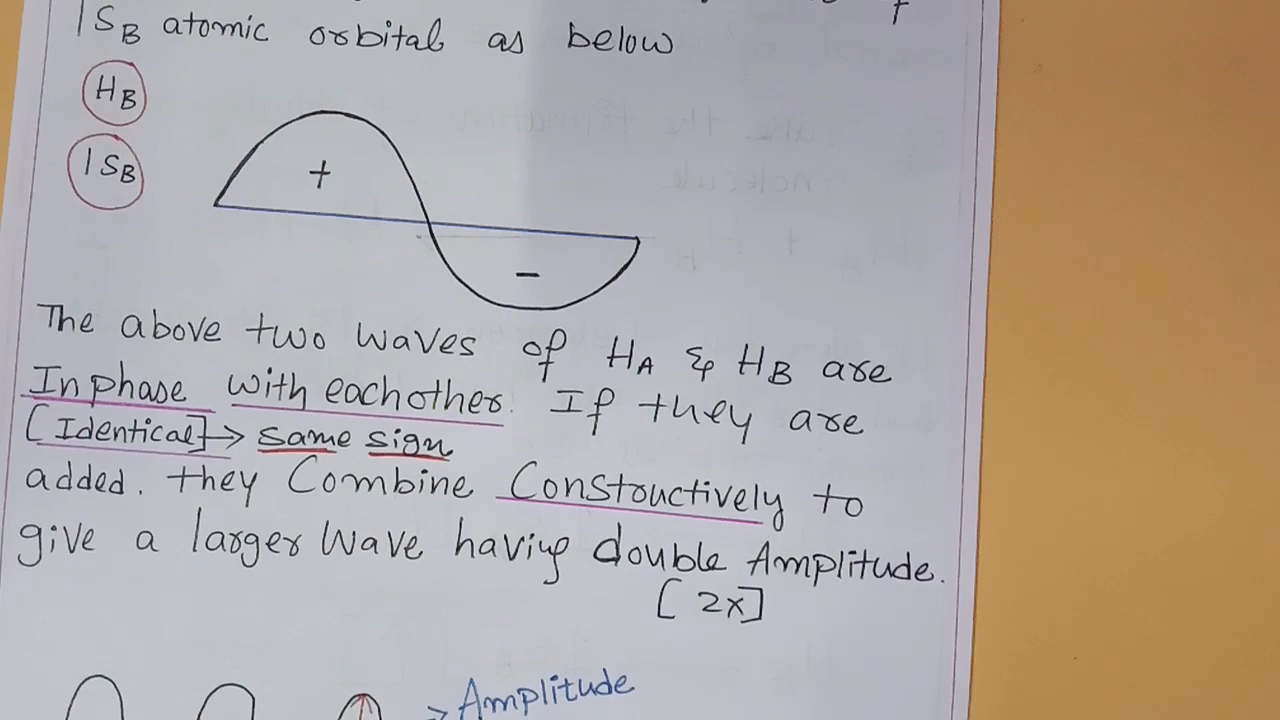 1SB atomic orbital as below
HB
1SB
+
-
The above two waves of HA & HB are
Inphase with eachother. If they are
[Identical]→ same sign
added. they Combine Constructively to
give a larger wave having double Amplitude.
[2x]
→ Amplitude